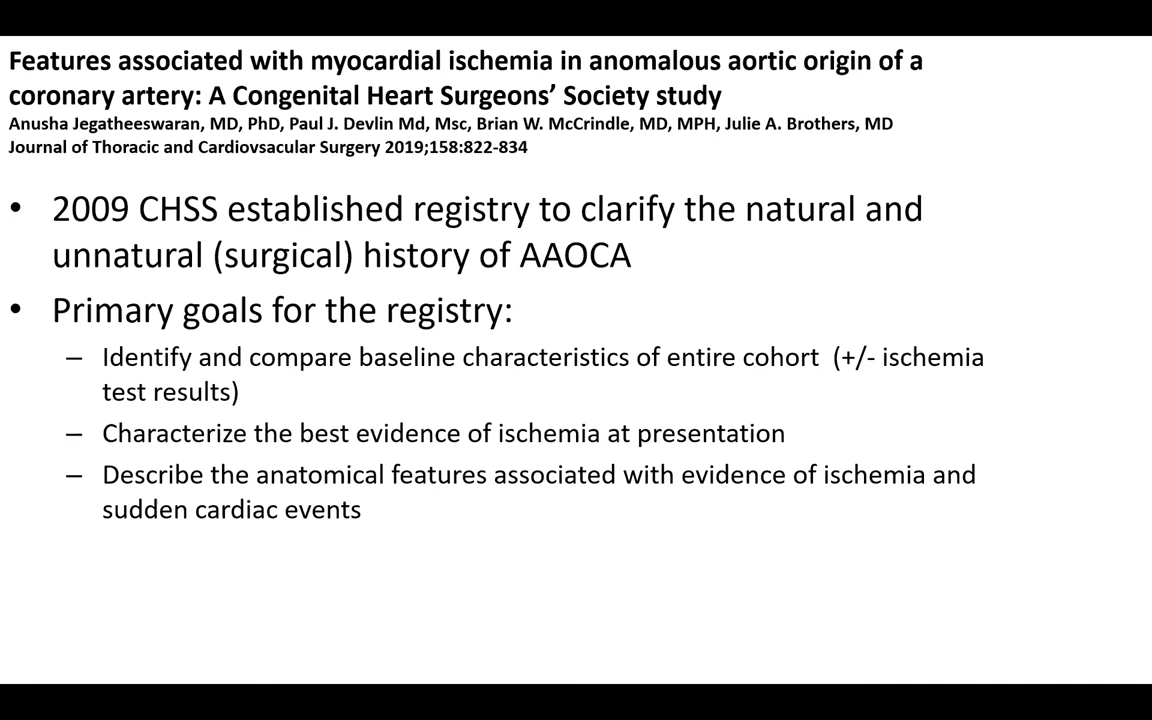 Features associated with myocardial ischemia in anomalous aortic origin of a
coronary artery: A Congenital Heart Surgeons' Society study
Anusha Jegatheeswaran, MD, PhD, Paul J. Devlin Md, Msc, Brian W. McCrindle, MD, MPH, Julie A. Brothers, MD
Journal of Thoracic and Cardiovsacular Surgery 2019;158:822-834
• 2009 CHSS established registry to clarify the natural and
unnatural (surgical) history of AAOCA
• Primary goals for the registry:
– Identify and compare baseline characteristics of entire cohort (+/- ischemia
test results)
– Characterize the best evidence of ischemia at presentation
– Describe the anatomical features associated with evidence of ischemia and
sudden cardiac events